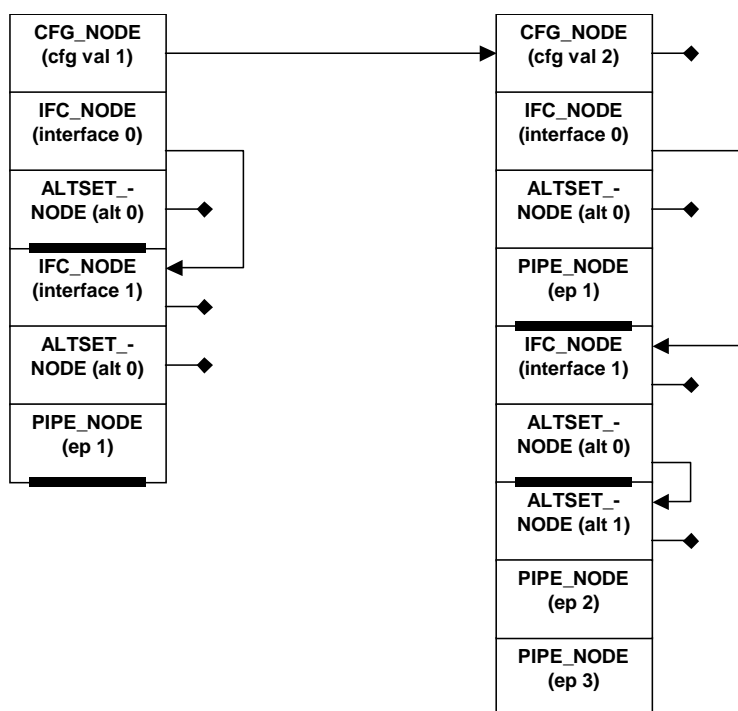 CFG_NODE
(cfg val 1)
IFC_NODE
(interface 0)
ALTSET_-
NODE (alt 0)
IFC_NODE
(interface 1)
ALTSET_-
NODE (alt 0)
PIPE_NODE
(ep 1)
CFG_NODE
(cfg val 2)
IFC_NODE
(interface 0)
ALTSET_-
NODE (alt 0)
PIPE_NODE
(ep 1)
IFC_NODE
(interface 1)
ALTSET_-
NODE (alt 0)
ALTSET_-
NODE (alt 1)
PIPE_NODE
(ep 2)
PIPE_NODE
(ep 3)